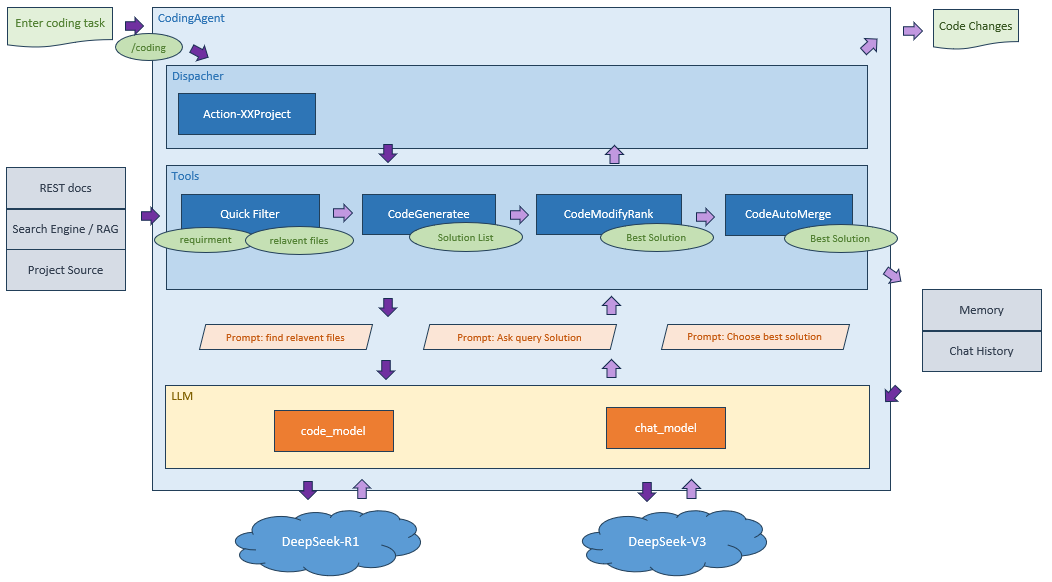 Enter coding task
/coding
CodingAgent
Code Changes
Dispacher
Action-XXProject
REST docs
Search Engine / RAG
Project Source
Tools
Quick Filter
CodeGeneratee
CodeModifyRank
CodeAutoMerge
requirment
relavent files
Solution List
Best Solution
Best Solution
Memory
Chat History
Prompt: find relavent files
Prompt: Ask query Solution
Prompt: Choose best solution
LLM
code_model
chat_model
DeepSeek-R1
DeepSeek-V3